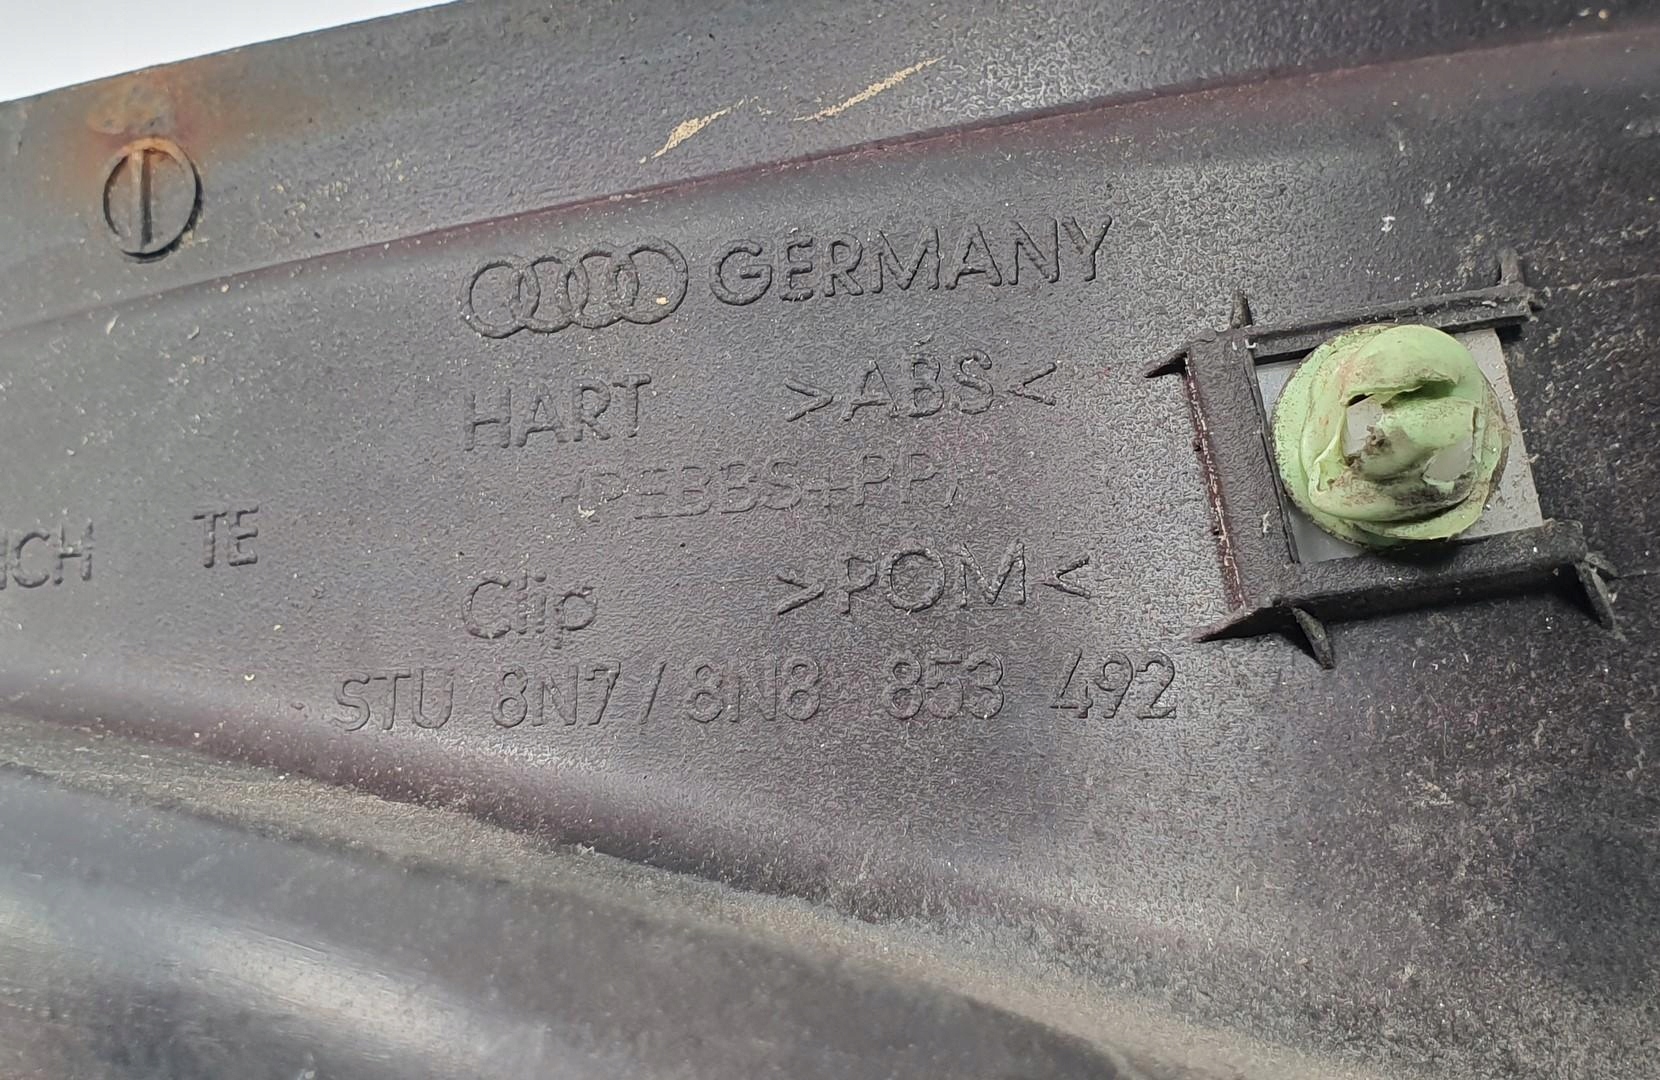 GERMANY
HART >ABS<
Clip >POM<
TE
STU 8N7/8N8 853 492